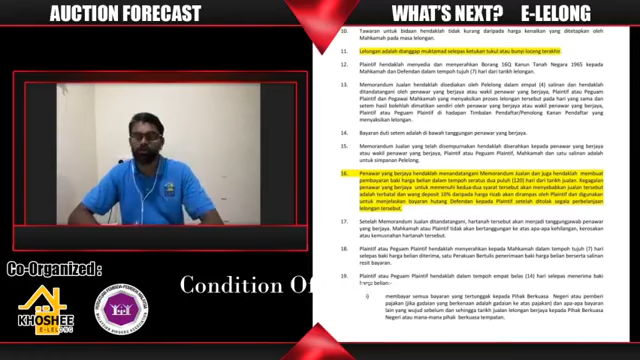 AUCTION FORECAST
WHAT'S NEXT? E-LELONG
10. Tawaran untuk bidaan hendaklah tidak kurang daripada harga kenaikan yang ditetapkan oleh
Mahkamah pada masa lelongan.
11. Lelongan adalah dianggap muktamad selepas ketukan tukul atau bunyi loceng terakhir.
12. Plaintif hendaklah menyedia dan menyerahkan Borang 16Q Kanun Tanah Negara 1965 kepada
Mahkamah dan Defendan dalam tempoh tujuh (7) hari dari tarikh lelongan.
13. Memorandum Jualan hendaklah disediakan oleh Pelelong dalam empat (4) salinan dan hendaklah
ditandatangani oleh penawar yang berjaya atau wakil penawar yang berjaya, Plaintif atau Peguam
Plaintif dan Pegawai Mahkamah yang menyaksikan proses lelongan tersebut pada hari yang sama dan
setem hasil bolehlah dimatikan sendiri oleh penawar yang berjaya atau wakil penawar yang berjaya,
Plaintif atau Peguam Plaintif di hadapan Timbalan Pendaftar/Penolong Kanan Pendaftar yang
menyaksikan lelongan.
14. Bayaran duti setem adalah di bawah tanggungan penawar yang berjaya.
15. Memorandum Jualan yang telah disempurnakan hendaklah diserahkan kepada penawar yang berjaya
atau wakil penawar yang berjaya, Plaintif atau Peguam Plaintif, Mahkamah dan satu salinan adalah
untuk simpanan Pelelong.
16. Penawar yang berjaya hendaklah menandatangani Memorandum Jualan dan juga hendaklah membuat
pembayaran baki harga belian dalam tempoh seratus dua puluh (120) hari dari tarikh jualan. Kegagalan
penawar yang berjaya untuk memenuhi kedua-dua syarat tersebut akan menyebabkan jualan tersebut
adalah terbatal dan wang deposit 10% daripada harga rizab akan dirampas oleh Plaintif dan digunakan
untuk menjelaskan bayaran hutang Defendan kepada Plaintif setelah ditolak segala perbelanjaan
lelongan tersebut.
17. Setelah Memorandum Jualan ditandatangani, hartanah tersebut akan menjadi tanggungjawab penawar
yang berjaya. Mahkamah atau Plaintif tidak akan bertanggungan ke atas apa-apa kehilangan, kerosakan
atau kemusnahan hartanah tersebut.
18. Plaintif atau Peguam Plaintif hendaklah menyerahkan kepada Mahkamah dalam tempoh tujuh (7) hari
selepas baki harga belian diterima, satu Perakuan Bertulis penerimaan baki harga belian berserta salinan
resit bayaran.
19. Plaintif atau Peguam Plaintif hendaklah dalam tempoh empat belas (14) hari selepas menerima baki
harga belian:-
i) membayar semua bayaran yang tertunggak kepada Pihak Berkuasa Negeri atau pemberi
pajakan (jika gadaian yang berkenaan adalah gadaian ke atas pajakan) dan apa-apa bayaran
lain yang wujud sebelum dan sehingga tarikh jualan lelongan berjaya kepada Pihak Berkuasa
Negeri atau mana-mana pihak berkuasa tempatan.
Co-Organized :
KHOSHEE
E-LELONG
Condition Of